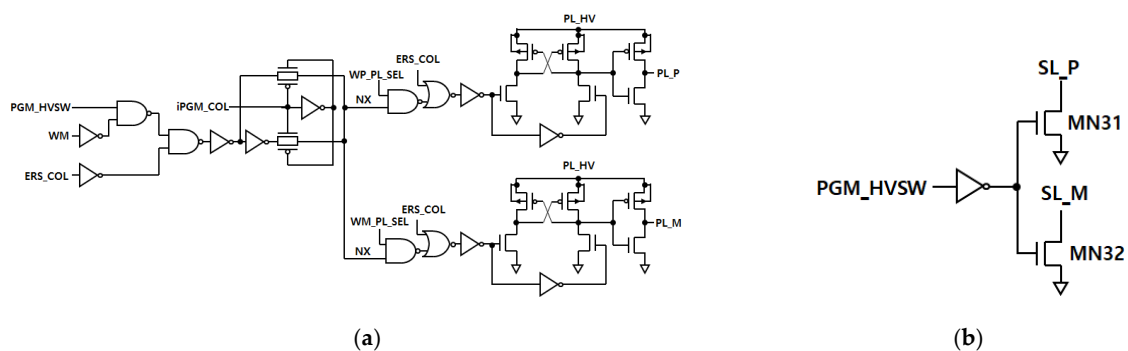 PL_HV
ERS_COL
WP_PL_SEL
PL_P
PGM_HVSW
iPGM_COL
NX
WM
ERS_COL
PL_HV
ERS_COL
WM_PL_SEL
PL_M
NX
(a)
SL_P
MN31
PGM_HVSW
SL_M
MN32
(b)